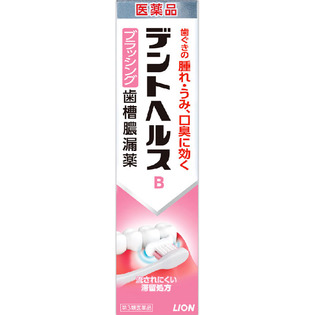 医薬品
歯ぐきの腫れ・うみ、口臭に効く
デントヘルス
B
ブラッシング
歯槽膿漏薬
流されにくい
滞留処方
第3類医薬品
LION